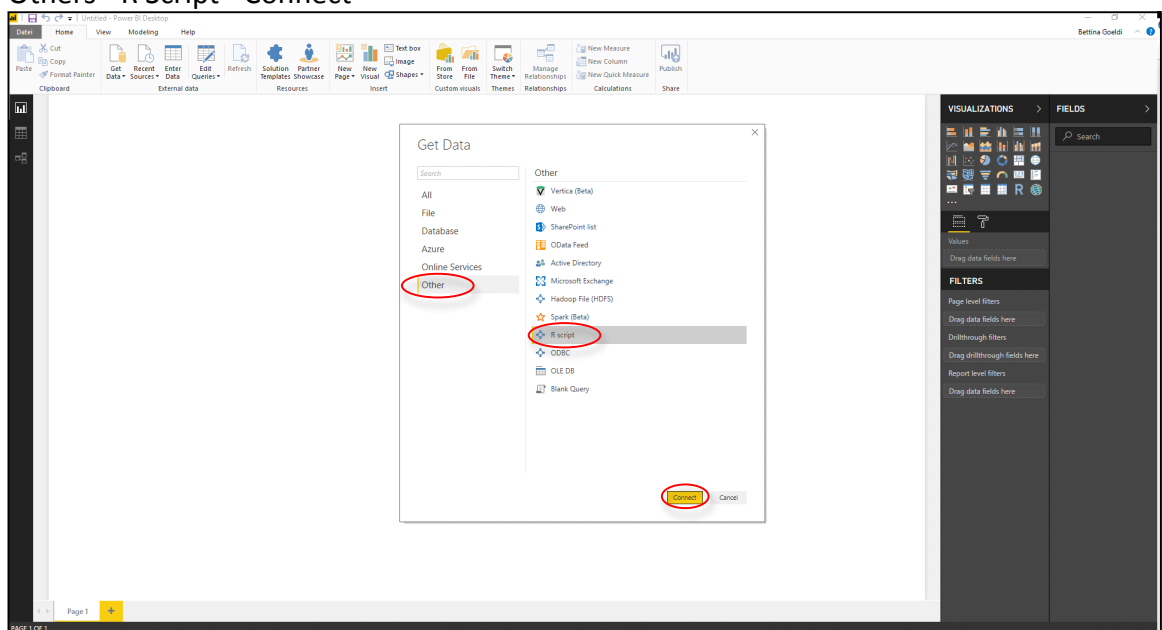 Others - R Script - Connect
Untitled - Power BI Desktop
Datei Home View Modeling Help
Bettina Goeldi
Paste
Cut
Copy
Format Painter
Clipboard
Get Data
Recent Sources
Enter Data
Edit Queries
Refresh
External data
Solution Templates
Partner Showcase
Resources
New Page
New Visual
Text box
Image
Shapes
Insert
From Store
From File
Custom visuals
Switch Theme
Themes
Manage Relationships
Relationships
New Measure
New Column
New Quick Measure
Calculations
Publish
Share
Get Data
Search
All
File
Database
Azure
Online Services
Other
Other
Vertica (Beta)
Web
SharePoint list
OData Feed
Active Directory
Microsoft Exchange
Hadoop File (HDFS)
Spark (Beta)
R script
ODBC
OLE DB
Blank Query
Connect
Cancel
VISUALIZATIONS
R
...
Values
Drag data fields here
FILTERS
Page level filters
Drag data fields here
Drillthrough filters
Drag drillthrough fields here
Report level filters
Drag data fields here
FIELDS
Search
Page 1
PAGE 1 OF 1